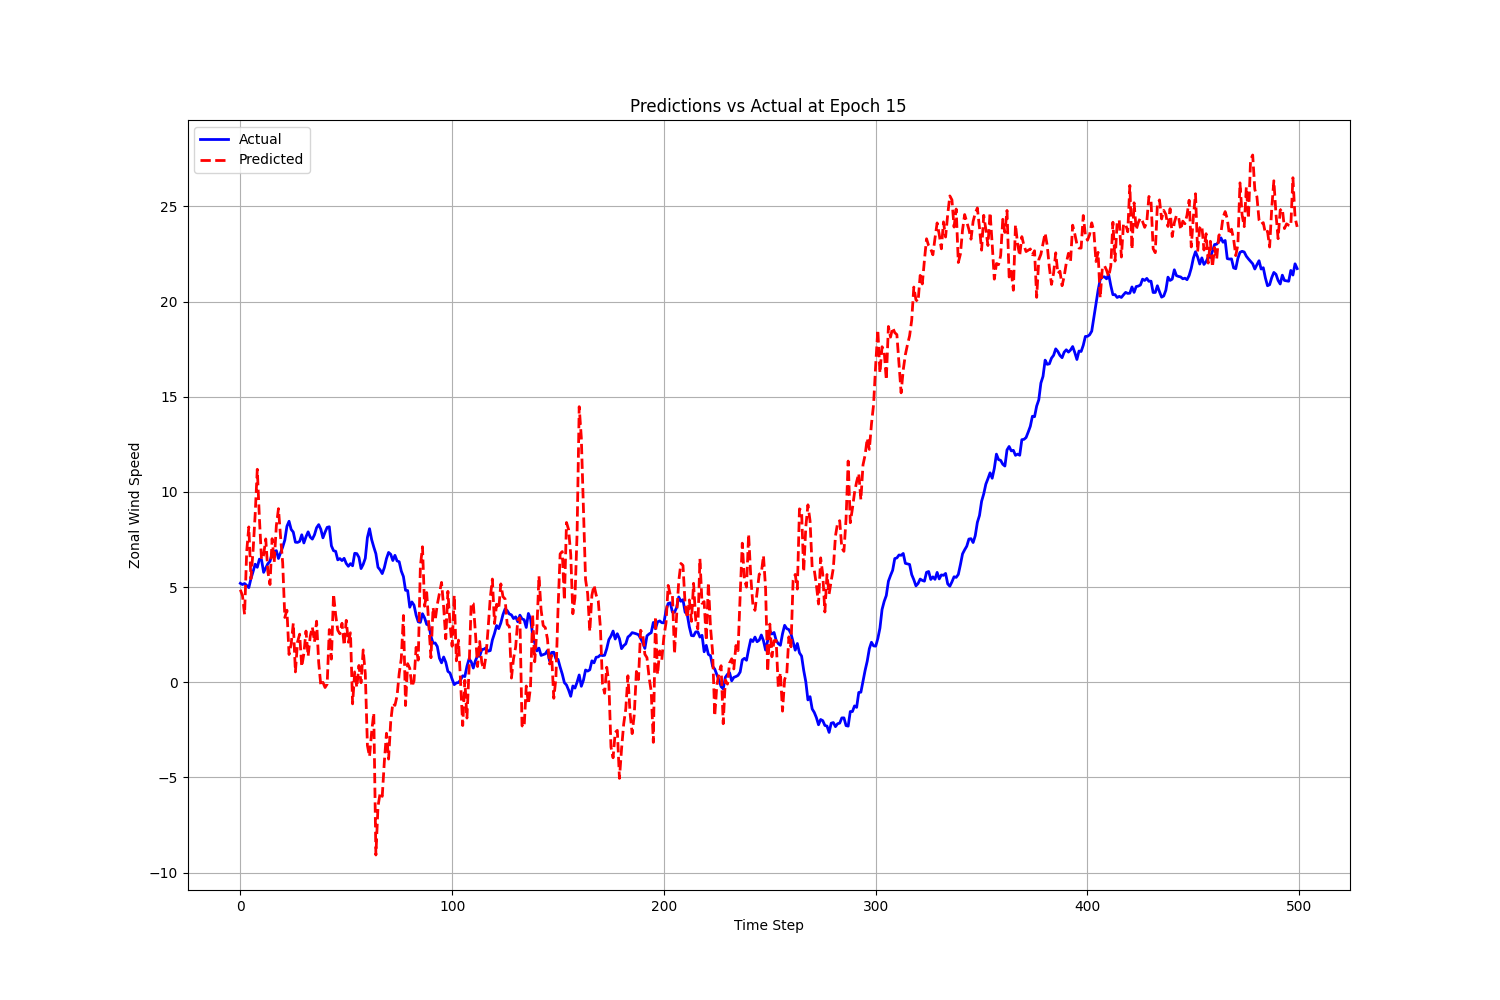 Predictions vs Actual at Epoch 15
Actual
Predicted
Zonal Wind Speed
25
20
15
10
5
0
−5
−10
0 100 200 300 400 500
Time Step